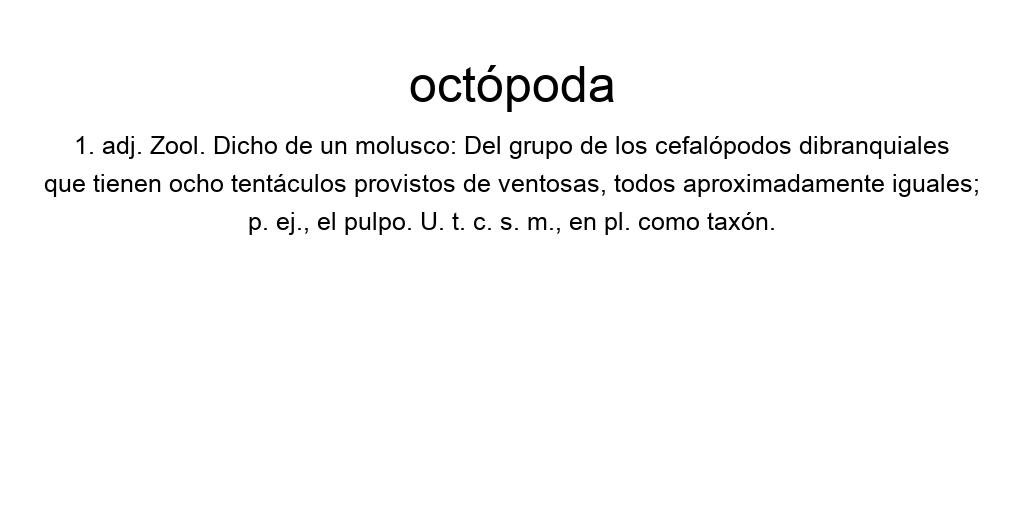 octópoda
1. adj. Zool. Dicho de un molusco: Del grupo de los cefalópodos dibranquiales
que tienen ocho tentáculos provistos de ventosas, todos aproximadamente iguales;
p. ej., el pulpo. U. t. c. s. m., en pl. como taxón.